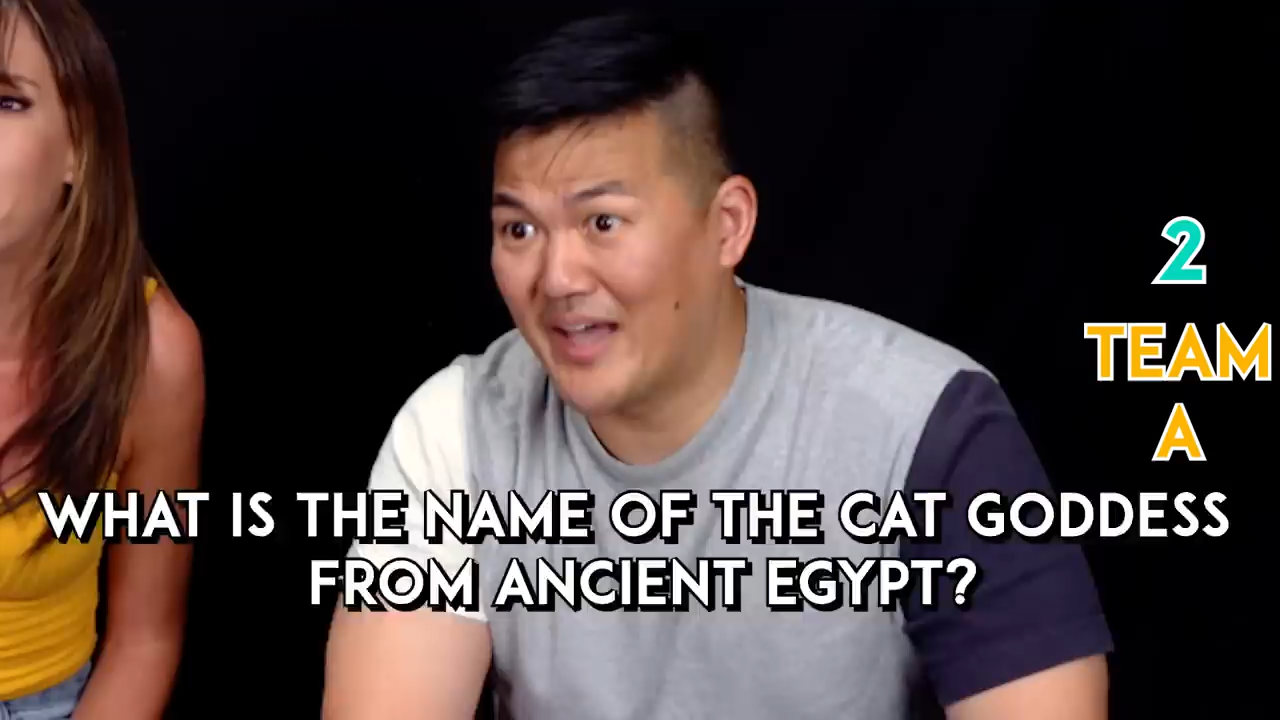 2
TEAM
A
WHAT IS THE NAME OF THE CAT GODDESS
FROM ANCIENT EGYPT?